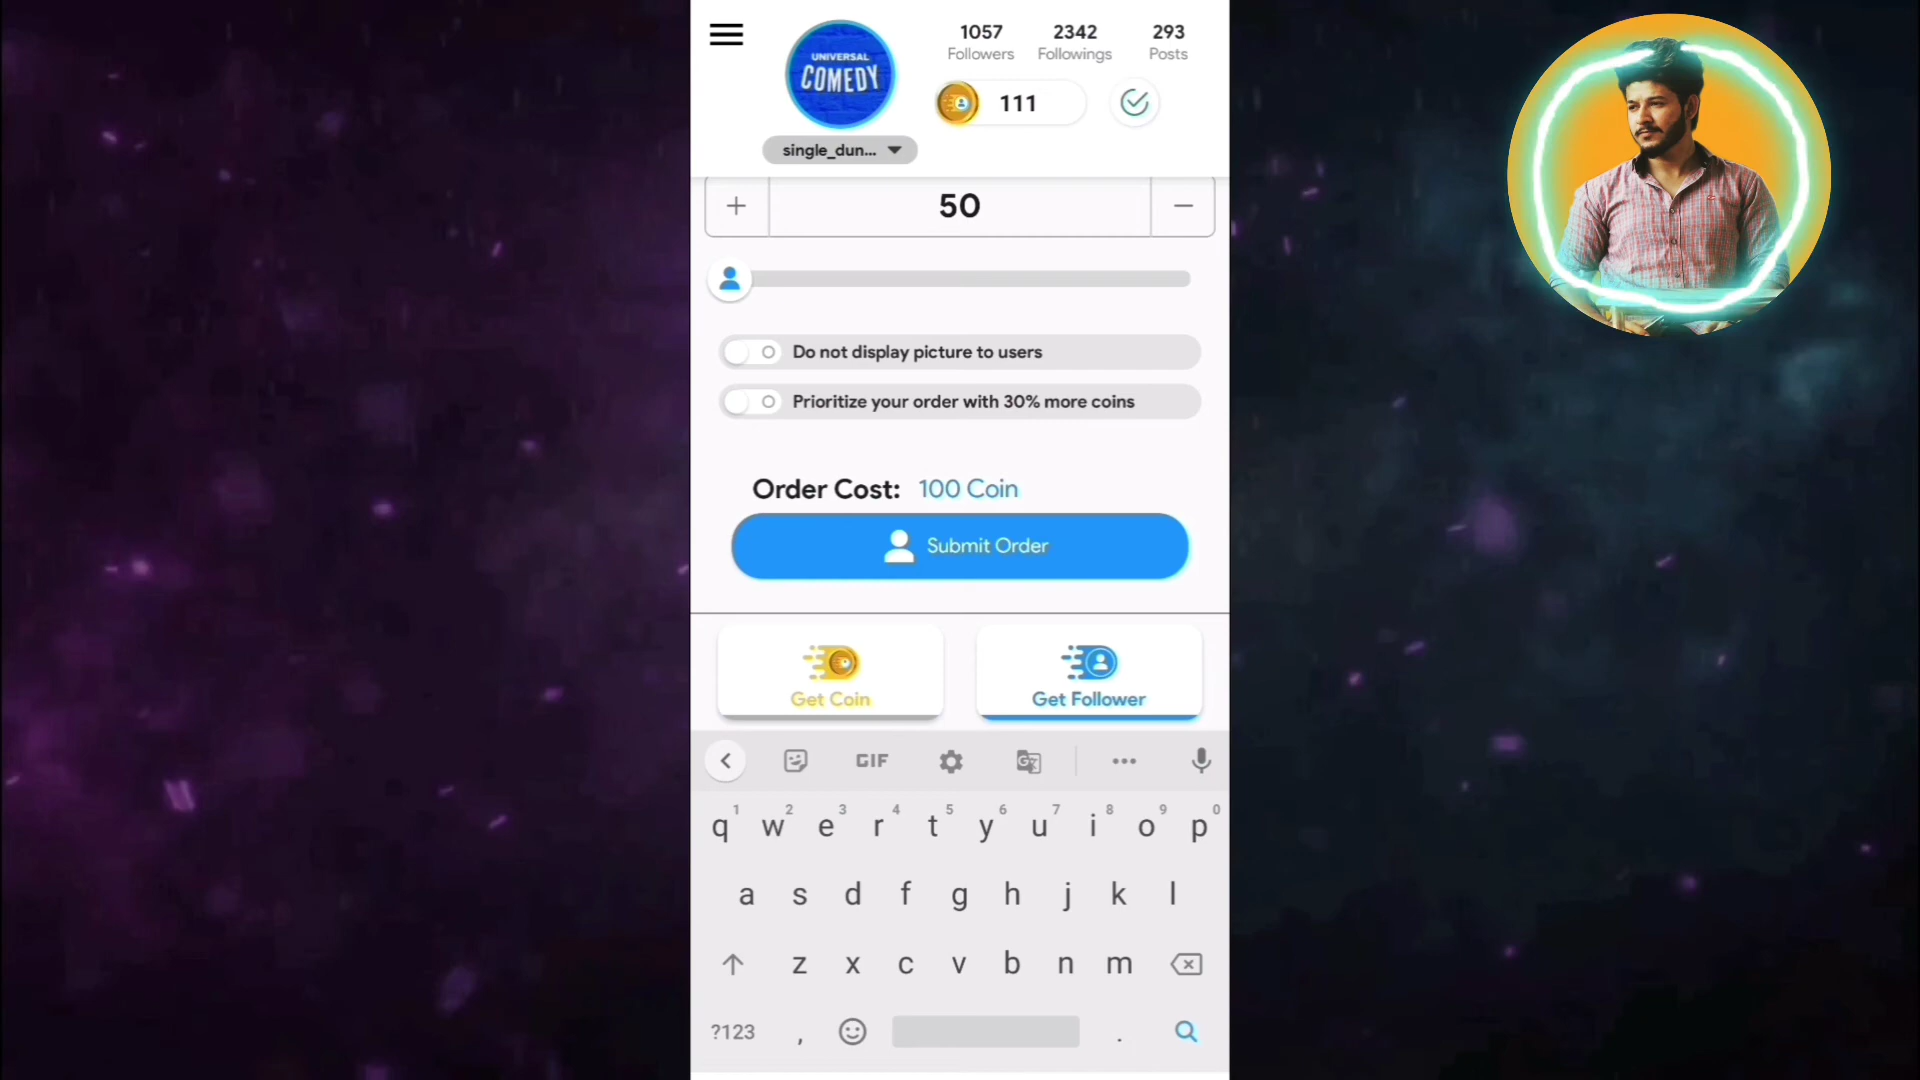 1057 2342 293
Followers Followings Posts
UNIVERSAL
COMEDY
111
single_dun...
+ 50 −
Do not display picture to users
Prioritize your order with 30% more coins
Order Cost: 100 Coin
Submit Order
Get Coin Get Follower
GIF
1 2 3 4 5 6 7 8 9 0
q w e r t y u i o p
a s d f g h j k l
z x c v b n m
?123 , .